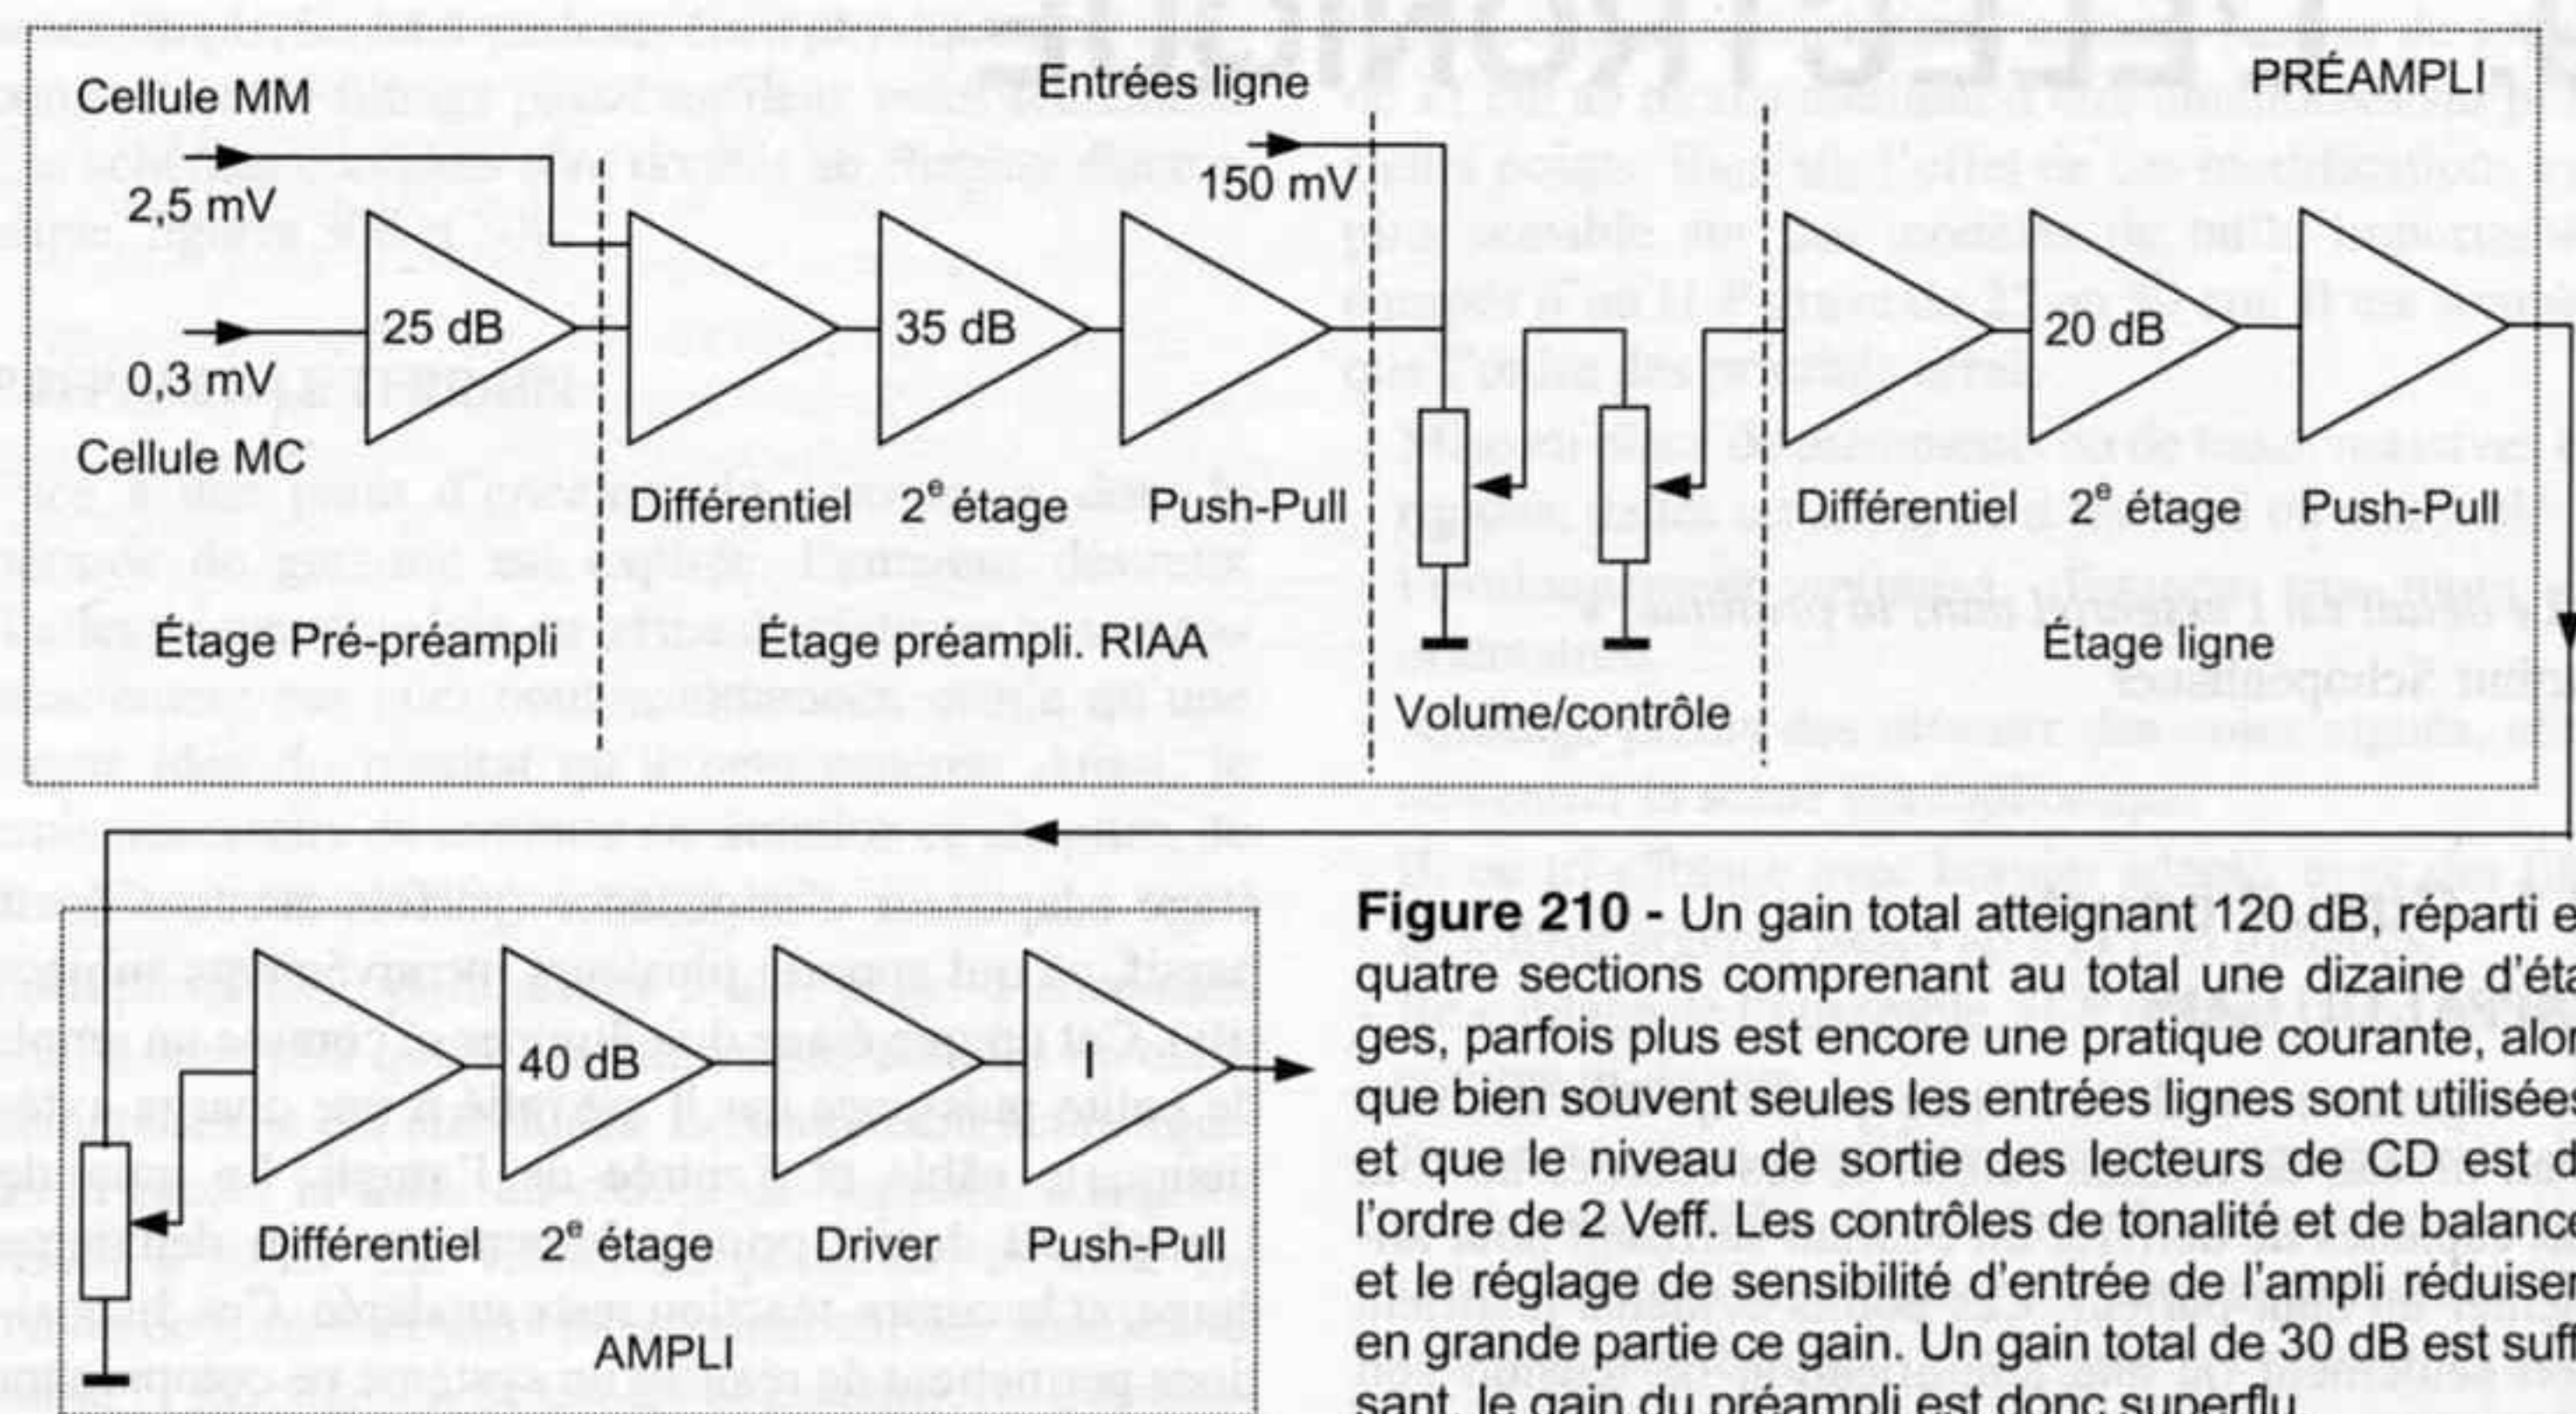 Cellule MM
Entrées ligne
PRÉAMPLI
2,5 mV
150 mV
25 dB
35 dB
20 dB
0,3 mV
Cellule MC
Différentiel 2e étage Push-Pull
Différentiel 2e étage Push-Pull
Étage Pré-préampli
Étage préampli. RIAA
Étage ligne
Volume/contrôle
40 dB
I
Différentiel 2e étage Driver Push-Pull
AMPLI
Figure 210 - Un gain total atteignant 120 dB, réparti e
quatre sections comprenant au total une dizaine d'éta
ges, parfois plus est encore une pratique courante, alor
que bien souvent seules les entrées lignes sont utilisées
et que le niveau de sortie des lecteurs de CD est d
l'ordre de 2 Veff. Les contrôles de tonalité et de balance
et le réglage de sensibilité d'entrée de l'ampli réduisen
en grande partie ce gain. Un gain total de 30 dB est suff
sant, le gain du préampli est donc superflu.